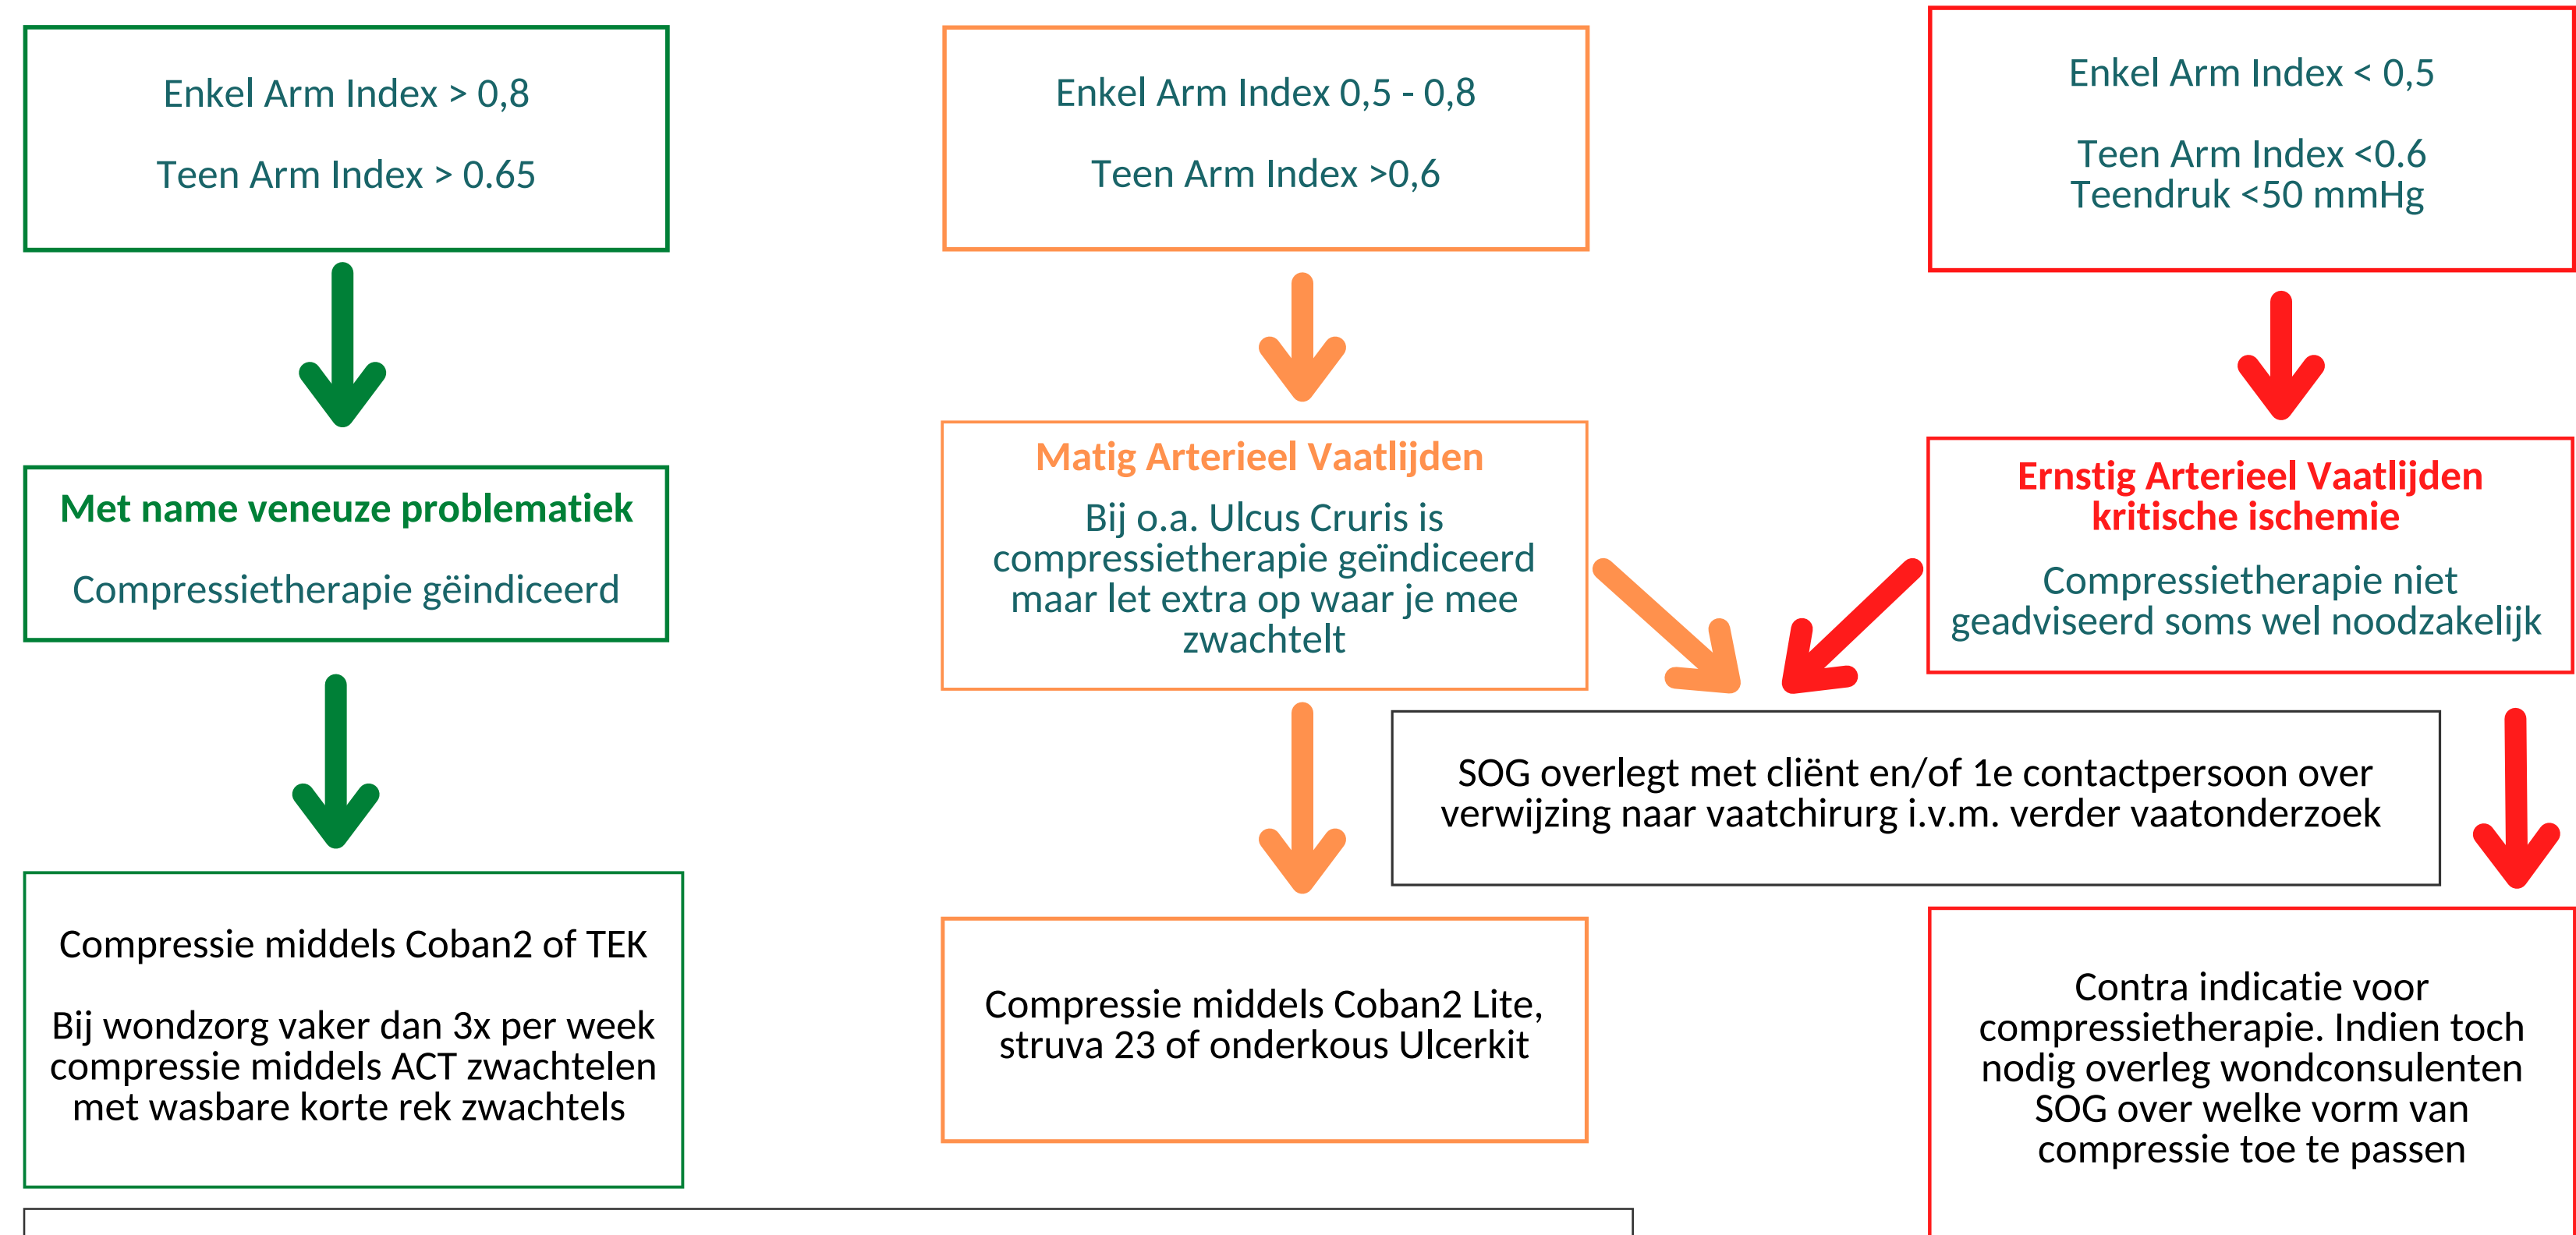 Enkel Arm Index > 0,8
Teen Arm Index > 0.65
Enkel Arm Index 0,5 - 0,8
Teen Arm Index >0,6
Enkel Arm Index < 0,5
Teen Arm Index <0.6
Teendruk <50 mmHg
Met name veneuze problematiek
Compressietherapie gëindiceerd
Matig Arterieel Vaatlijden
Bij o.a. Ulcus Cruris is
compressietherapie geïndiceerd
maar let extra op waar je mee
zwachtelt
Ernstig Arterieel Vaatlijden
kritische ischemie
Compressietherapie niet
geadviseerd soms wel noodzakelijk
SOG overlegt met cliënt en/of 1e contactpersoon over
verwijzing naar vaatchirurg i.v.m. verder vaatonderzoek
Compressie middels Coban2 of TEK
Bij wondzorg vaker dan 3x per week
compressie middels ACT zwachtelen
met wasbare korte rek zwachtels
Compressie middels Coban2 Lite,
struva 23 of onderkous Ulcerkit
Contra indicatie voor
compressietherapie. Indien toch
nodig overleg wondconsulenten
SOG over welke vorm van
compressie toe te passen